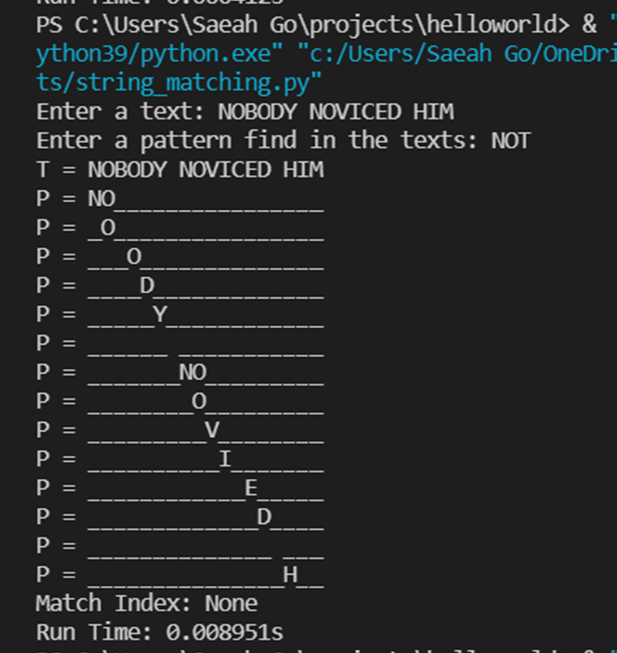 PS C:\Users\Saeah Go\projects\helloworld> & "
ython39/python.exe" "c:/Users/Saeah Go/OneDri
ts/string_matching.py"
Enter a text: NOBODY NOVICED HIM
Enter a pattern find in the texts: NOT
T = NOBODY NOVICED HIM
P = NO________________
P = _O________________
P = ___O______________
P = ____D_____________
P = _____Y____________
P = ______ ___________
P = _______NO_________
P = ________O_________
P = _________V________
P = __________I_______
P = ____________E_____
P = _____________D____
P = ______________ ___
P = _______________H__
Match Index: None
Run Time: 0.008951s